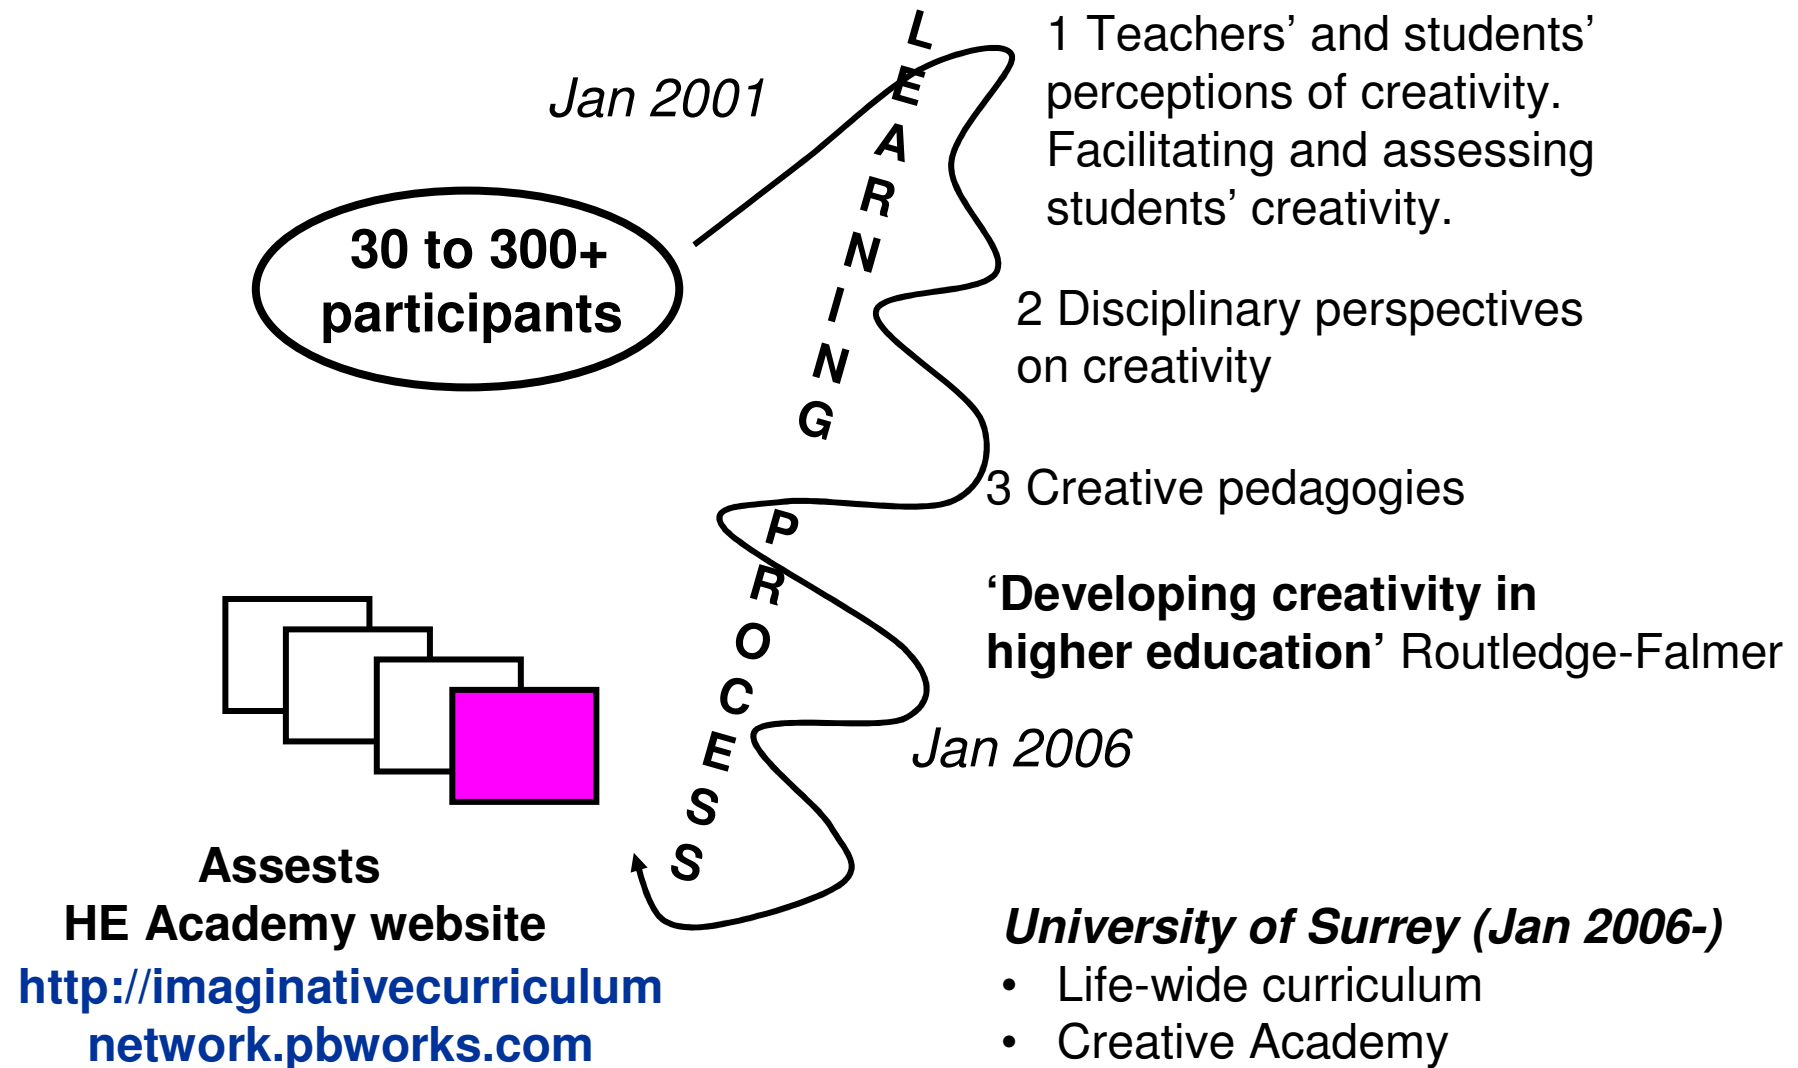 LEARNING
PROCESS
Jan 2001
30 to 300+
participants
1 Teachers’ and students’
perceptions of creativity.
Facilitating and assessing
students’ creativity.
2 Disciplinary perspectives
on creativity
3 Creative pedagogies
‘Developing creativity in
higher education’ Routledge-Falmer
Jan 2006
Assests
HE Academy website
http://imaginativecurriculum
network.pbworks.com
University of Surrey (Jan 2006-)
• Life-wide curriculum
• Creative Academy